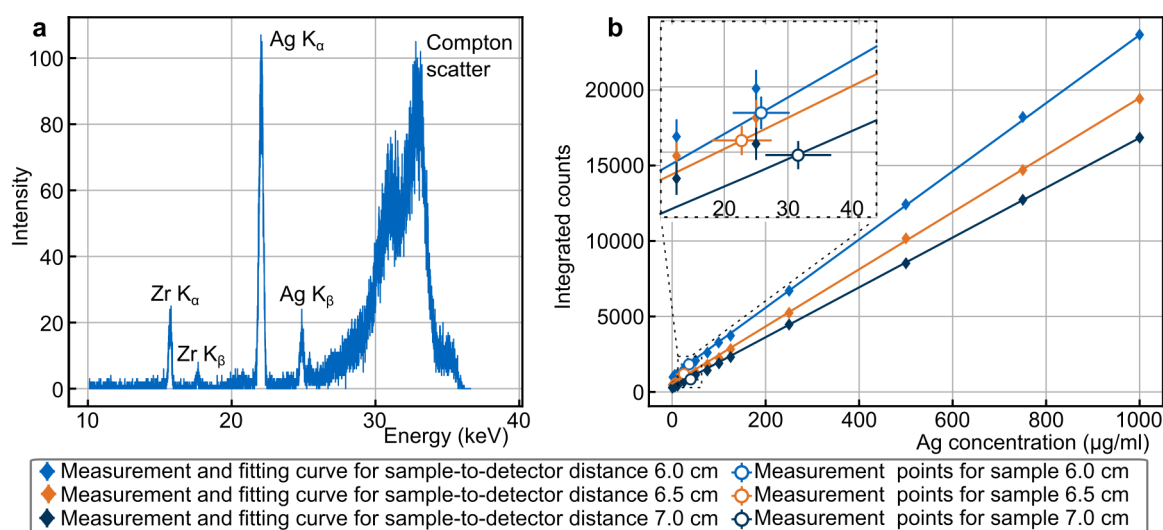 a
Intensity
100
80
60
40
20
0
Ag Kα
Compton
scatter
Zr Kα
Zr Kβ
Ag Kβ
10
20
30
40
Energy (keV)
b
Integrated counts
20000
15000
10000
5000
0
20
30
40
0
200
400
600
800
1000
Ag concentration (µg/ml)
Measurement and fitting curve for sample-to-detector distance 6.0 cm
Measurement points for sample 6.0 cm
Measurement and fitting curve for sample-to-detector distance 6.5 cm
Measurement points for sample 6.5 cm
Measurement and fitting curve for sample-to-detector distance 7.0 cm
Measurement points for sample 7.0 cm